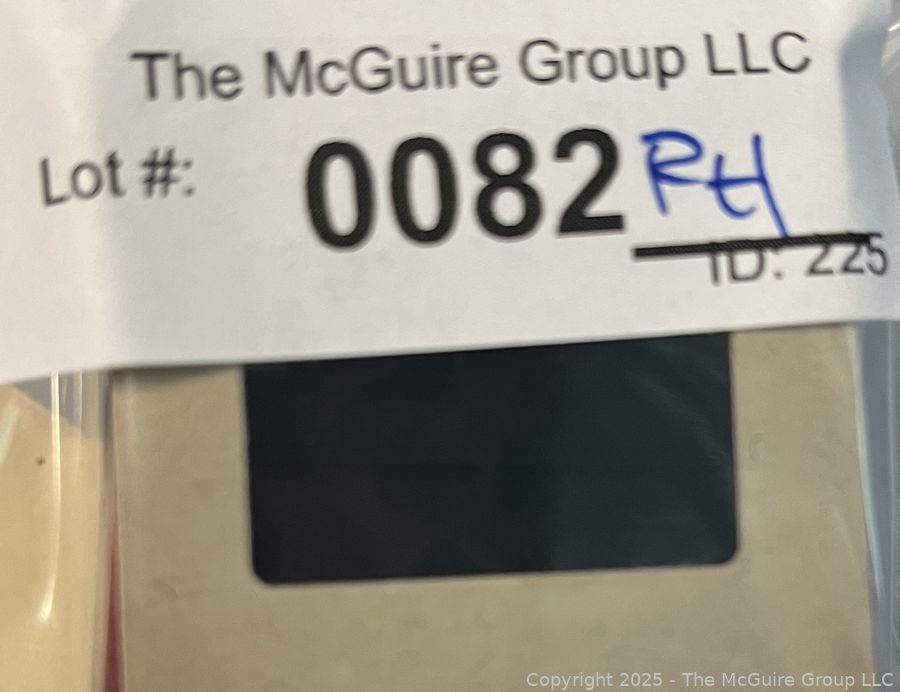 The McGuire Group LLC
Lot #: 0082 RH
ID: 225
Copyright 2025 - The McGuire Group LLC